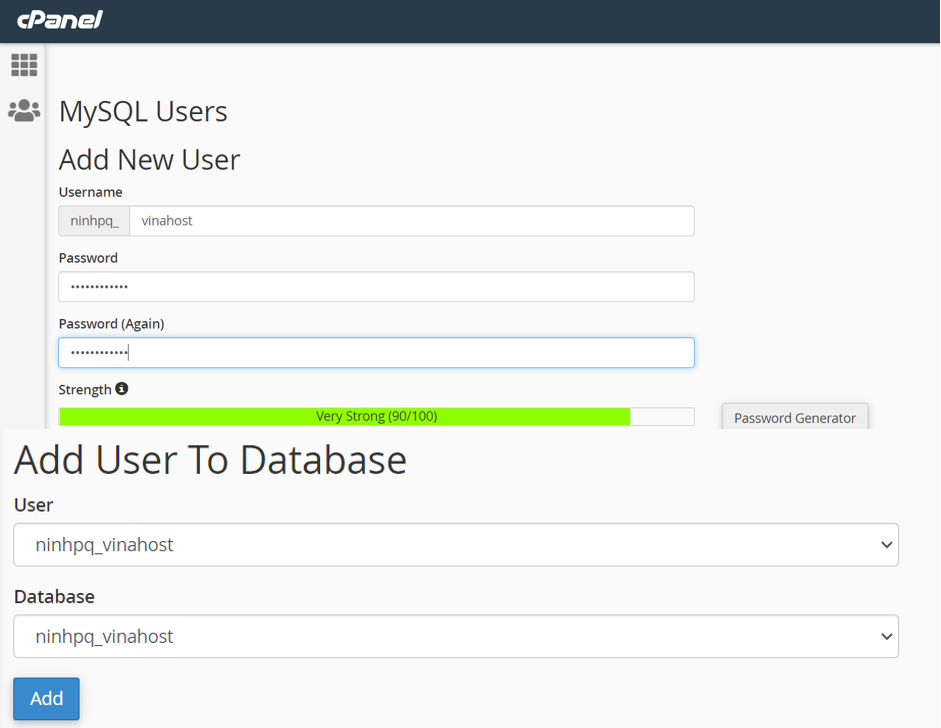 cPanel
MySQL Users
Add New User
Username
ninhpq_ vinahost
Password
••••••••••••
Password (Again)
••••••••••••
Strength
Very Strong (90/100)
Password Generator
Add User To Database
User
ninhpq_vinahost
Database
ninhpq_vinahost
Add